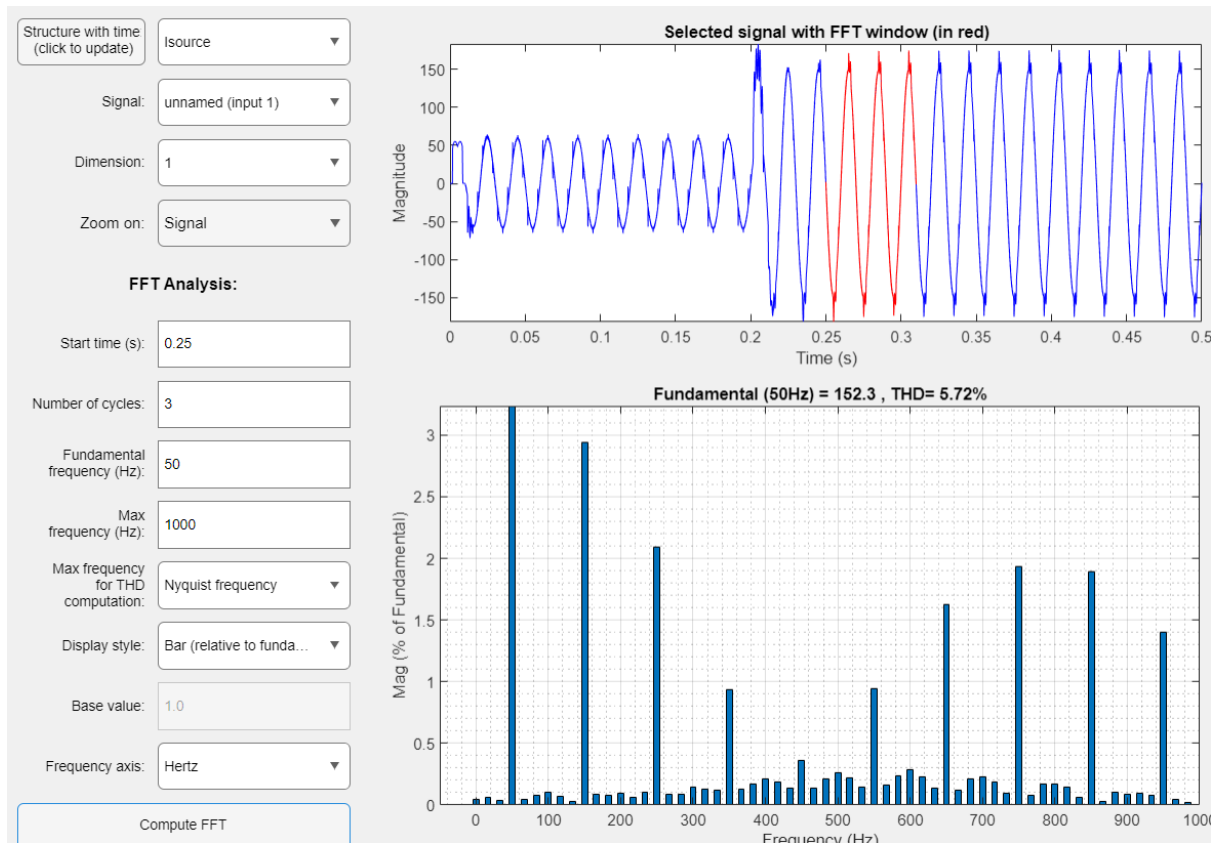 Structure with time
(click to update)
Isource
Signal:
unnamed (input 1)
Dimension:
1
Zoom on:
Signal
FFT Analysis:
Start time (s):
0.25
Number of cycles:
3
Fundamental
frequency (Hz):
50
Max
frequency (Hz):
1000
Max frequency
for THD
computation:
Nyquist frequency
Display style:
Bar (relative to funda...
Base value:
1.0
Frequency axis:
Hertz
Compute FFT
Selected signal with FFT window (in red)
Magnitude
150
100
50
0
-50
-100
-150
0 0.05 0.1 0.15 0.2 0.25 0.3 0.35 0.4 0.45 0.5
Time (s)
Fundamental (50Hz) = 152.3 , THD= 5.72%
Mag (% of Fundamental)
3
2.5
2
1.5
1
0.5
0
0 100 200 300 400 500 600 700 800 900 1000
Frequency (Hz)